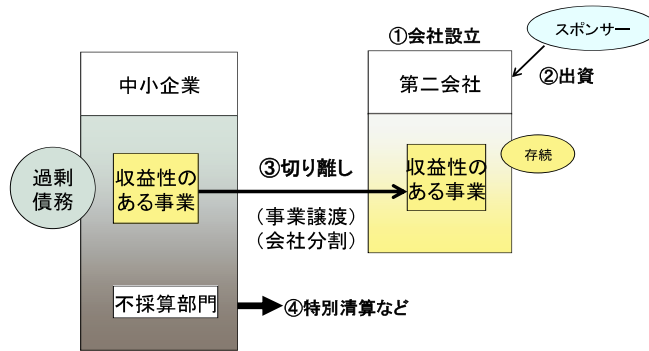 ①会社設立
スポンサー
②出資
中小企業
第二会社
過剰
債務
収益性の
ある事業
③切り離し
(事業譲渡)
(会社分割)
収益性の
ある事業
存続
不採算部門
④特別清算など